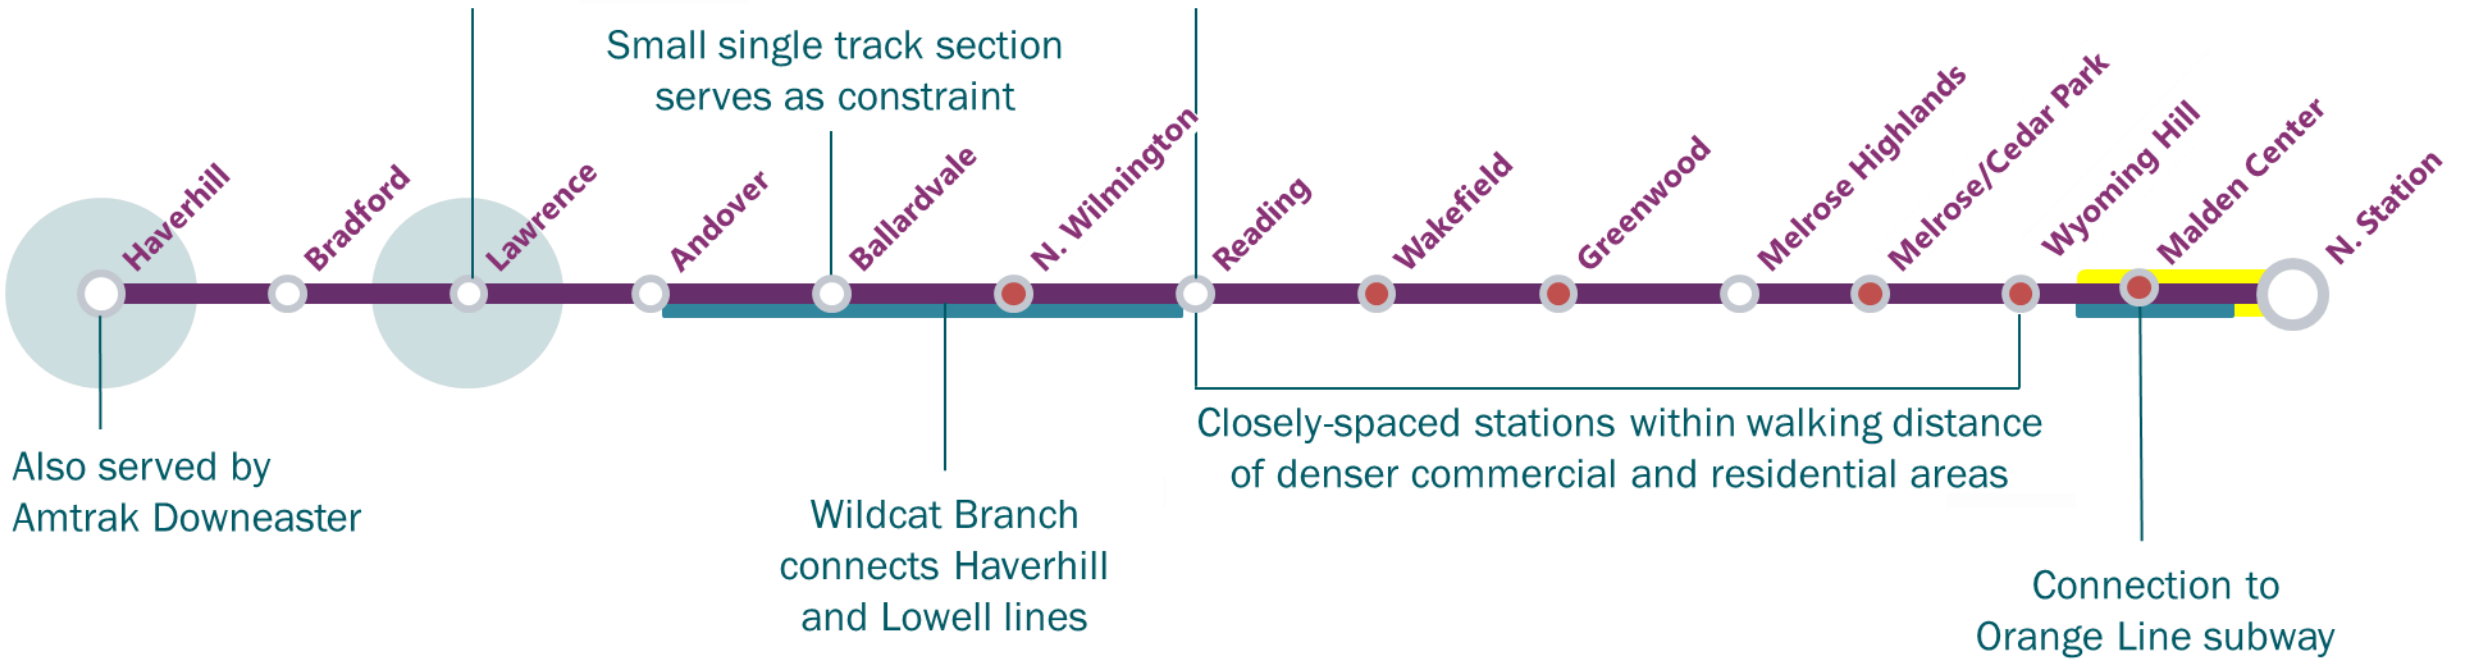 Small single track section
serves as constraint
Haverhill
Bradford
Lawrence
Andover
Ballardvale
N. Wilmington
Reading
Wakefield
Greenwood
Melrose Highlands
Melrose/Cedar Park
Wyoming Hill
Malden Center
N. Station
Also served by
Amtrak Downeaster
Wildcat Branch
connects Haverhill
and Lowell lines
Closely-spaced stations within walking distance
of denser commercial and residential areas
Connection to
Orange Line subway